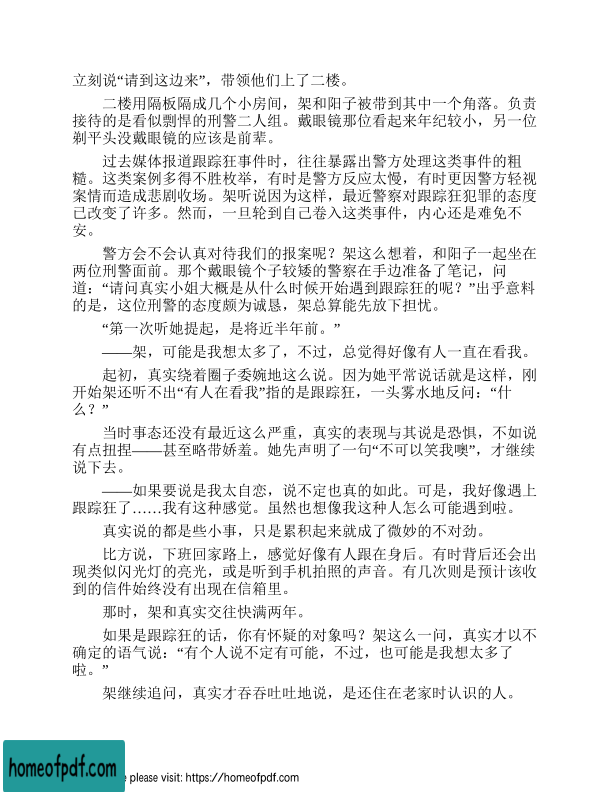 立刻说“请到这边来”，带领他们上了二楼。
二楼用隔板隔成几个小房间，架和阳子被带到其中一个角落。负责
接待的是看似剽悍的刑警二人组。戴眼镜那位看起来年纪较小，另一位
剃平头没戴眼镜的应该是前辈。
过去媒体报道跟踪狂事件时，往往暴露出警方处理这类事件的粗
糙。这类案例多得不胜枚举，有时是警方反应太慢，有时更因警方轻视
案情而造成悲剧收场。架听说因为这样，最近警察对跟踪狂犯罪的态度
已改变了许多。然而，一旦轮到自己卷入这类事件，内心还是难免不
安。
警方会不会认真对待我们的报案呢？架这么想着，和阳子一起坐在
两位刑警面前。那个戴眼镜个子较矮的警察在手边准备了笔记，问
道：“请问真实小姐大概是从什么时候开始遇到跟踪狂的呢？”出乎意料
的是，这位刑警的态度颇为诚恳，架总算能先放下担忧。
“第一次听她提起，是将近半年前。”
——架，可能是我想太多了，不过，总觉得好像有人一直在看我。
起初，真实绕着圈子委婉地这么说。因为她平常说话就是这样，刚
开始架还听不出“有人在看我”指的是跟踪狂，一头雾水地反问：“什
么？”
当时事态还没有最近这么严重，真实的表现与其说是恐惧，不如说
有点扭捏——甚至略带娇羞。她先声明了一句“不可以笑我噢”，才继续
说下去。
——如果要说是我太自恋，说不定也真的如此。可是，我好像遇上
跟踪狂了……我有这种感觉。虽然也想像我这种人怎么可能遇到啦。
真实说的都是些小事，只是累积起来就成了微妙的不对劲。
比方说，下班回家路上，感觉好像有人跟在身后。有时背后还会出
现类似闪光灯的亮光，或是听到手机拍照的声音。有几次则是预计该收
到的信件始终没有出现在信箱里。
那时，架和真实交往快满两年。
如果是跟踪狂的话，你有怀疑的对象吗？架这么一问，真实才以不
确定的语气说：“有个人说不定有可能，不过，也可能是我想太多了
啦。”
架继续追问，真实才吞吞吐吐地说，是还住在老家时认识的人。
homeofpdf.com
e please visit: https://homeofpdf.com